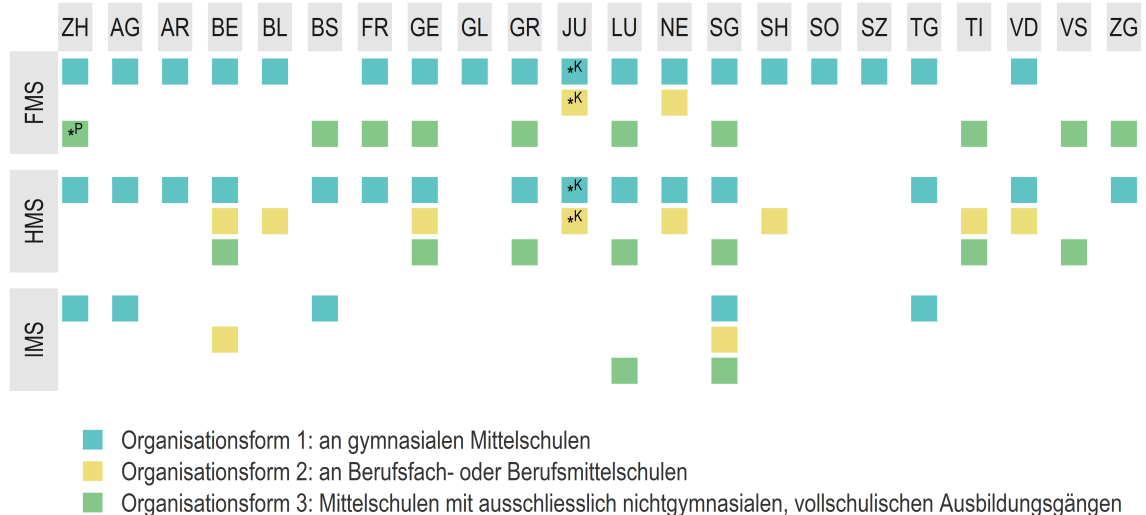 ZH AG AR BE BL BS FR GE GL GR JU LU NE SG SH SO SZ TG TI VD VS ZG
FMS
*K
*K
*P
HMS
*K
*K
IMS
Organisationsform 1: an gymnasialen Mittelschulen
Organisationsform 2: an Berufsfach- oder Berufsmittelschulen
Organisationsform 3: Mittelschulen mit ausschliesslich nichtgymnasialen, vollschulischen Ausbildungsgängen